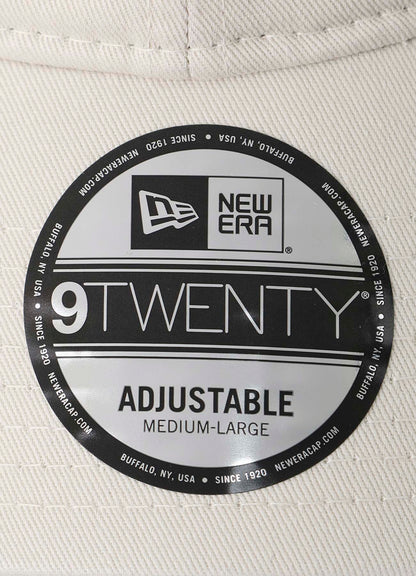 NEW
ERA®
9TWENTY®
ADJUSTABLE
MEDIUM-LARGE
BUFFALO, NY, USA • SINCE 1920 NEWERACAP.COM
BUFFALO, NY, USA • SINCE 1920 NEWERACAP.COM
BUFFALO, NY, USA • SINCE 1920 NEWERACAP.COM
BUFFALO, NY, USA • SINCE 1920 NEWERACAP.COM